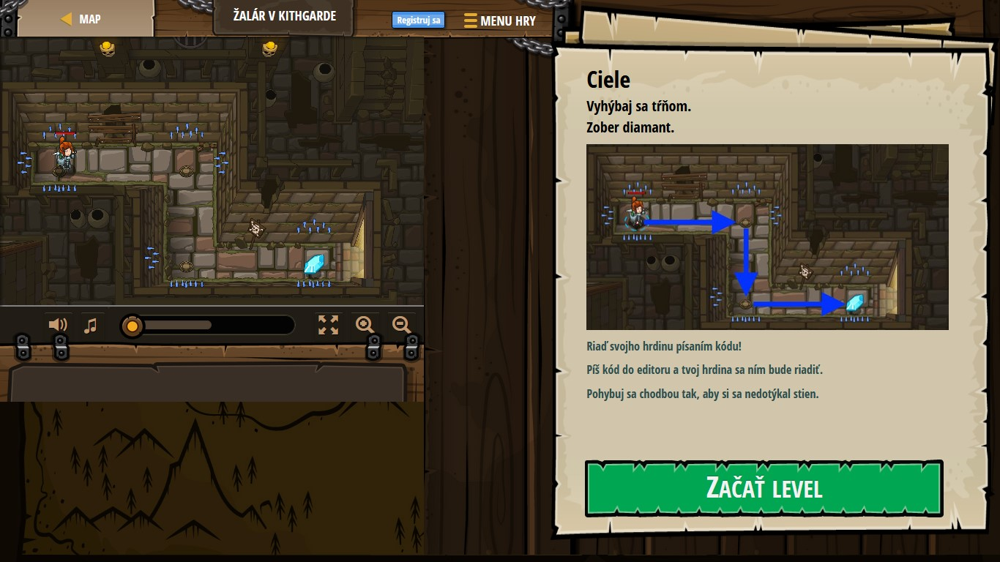 MAP
ŽALÁR V KITHGARDE
Registruj sa
MENU HRY
Ciele
Vyhýbaj sa tŕňom.
Zober diamant.
Riaď svojho hrdinu písaním kódu!
Píš kód do editoru a tvoj hrdina sa ním bude riadiť.
Pohybuj sa chodbou tak, aby si sa nedotýkal stien.
ZAČAŤ LEVEL